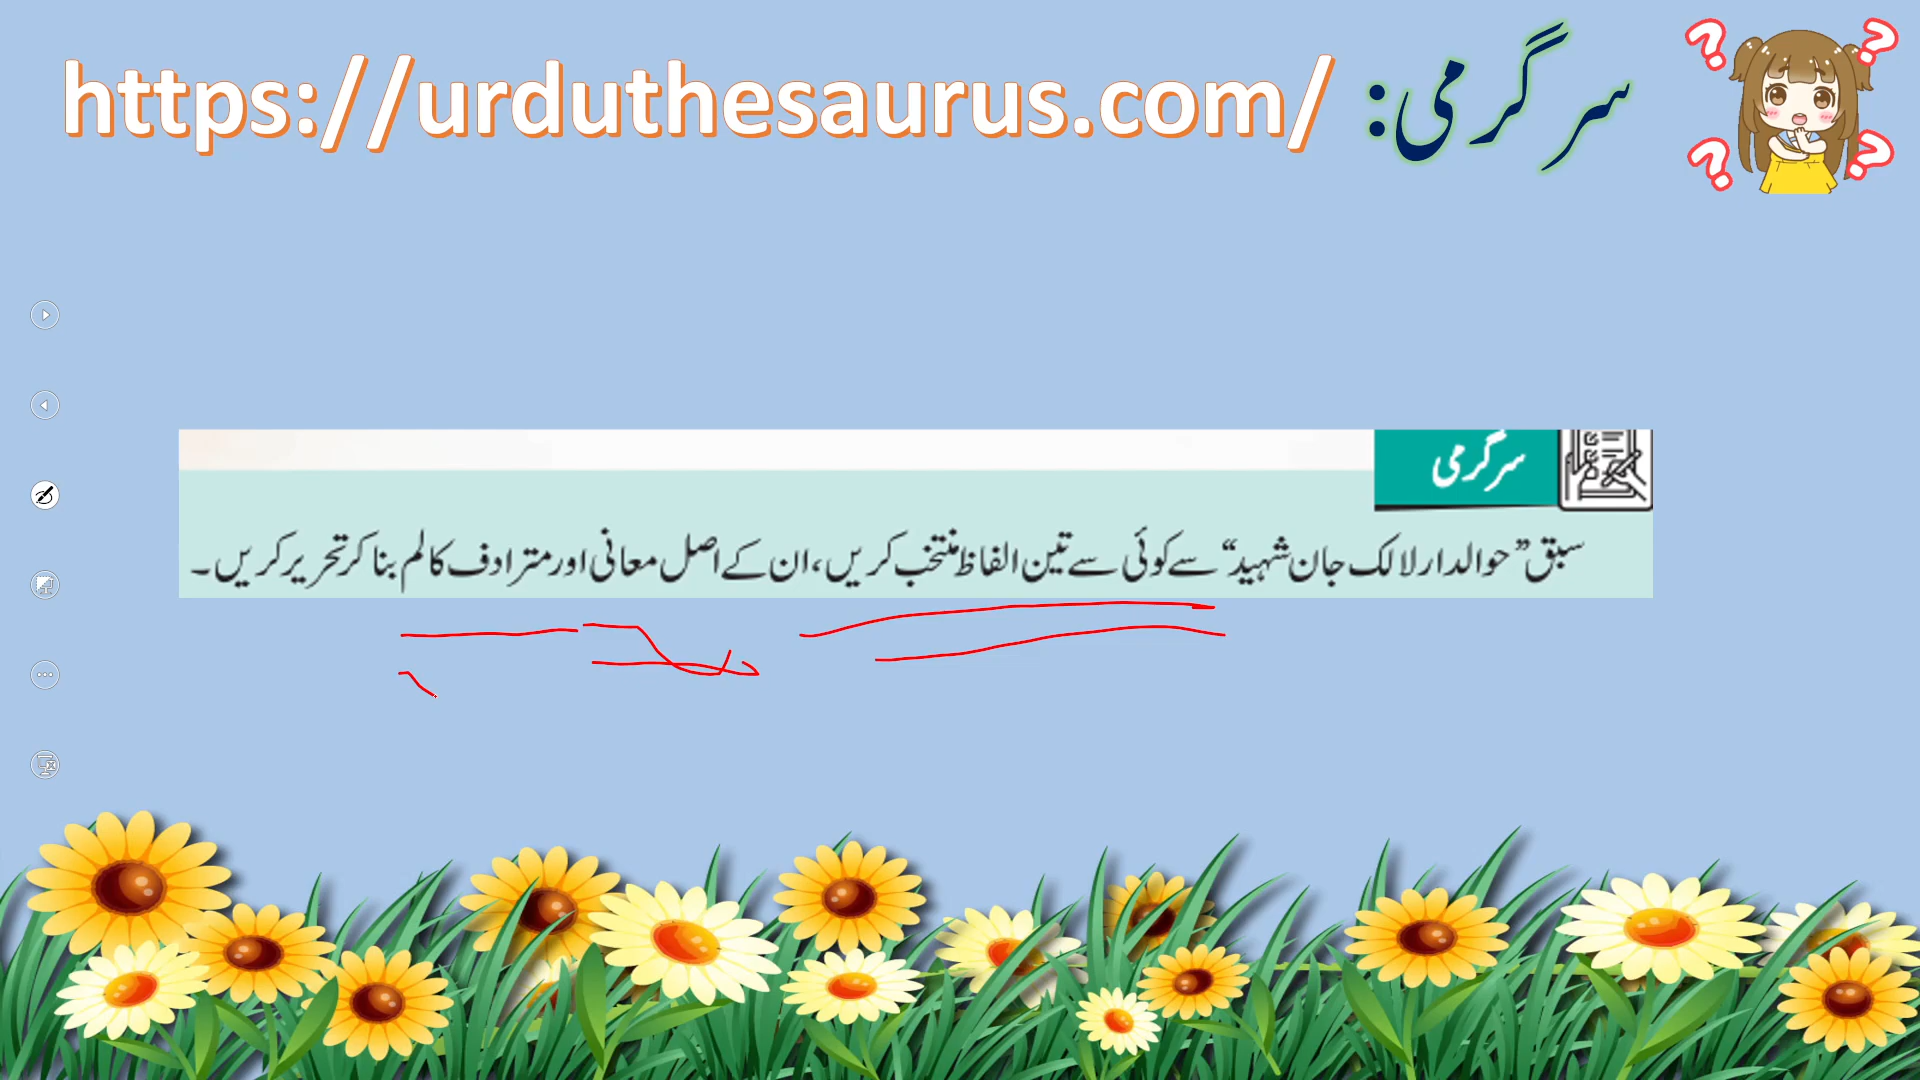 سرگرمی: https://urduthesaurus.com/
سرگرمی
سبق ”حوالدار لالک جان شہید“ سے کوئی سے تین الفاظ منتخب کریں، ان کے اصل معانی اور مترادف کالم بنا کر تحریر کریں۔